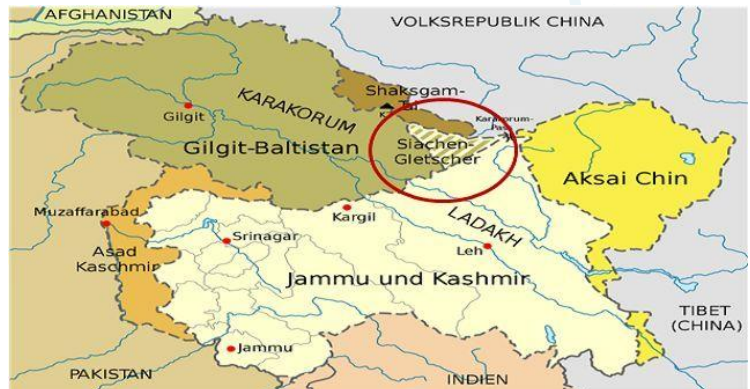 AFGHANISTAN
VOLKSREPUBLIK CHINA
Shaksgam-
Tal
KARAKORUM
K2
Karakorum-
Pass
Gilgit
Siachen-
Gletscher
Gilgit-Baltistan
Aksai Chin
Muzaffarabad
Kargil
LADAKH
Srinagar
Asad
Kaschmir
Leh
Jammu und Kashmir
TIBET
(CHINA)
Jammu
PAKISTAN
INDIEN